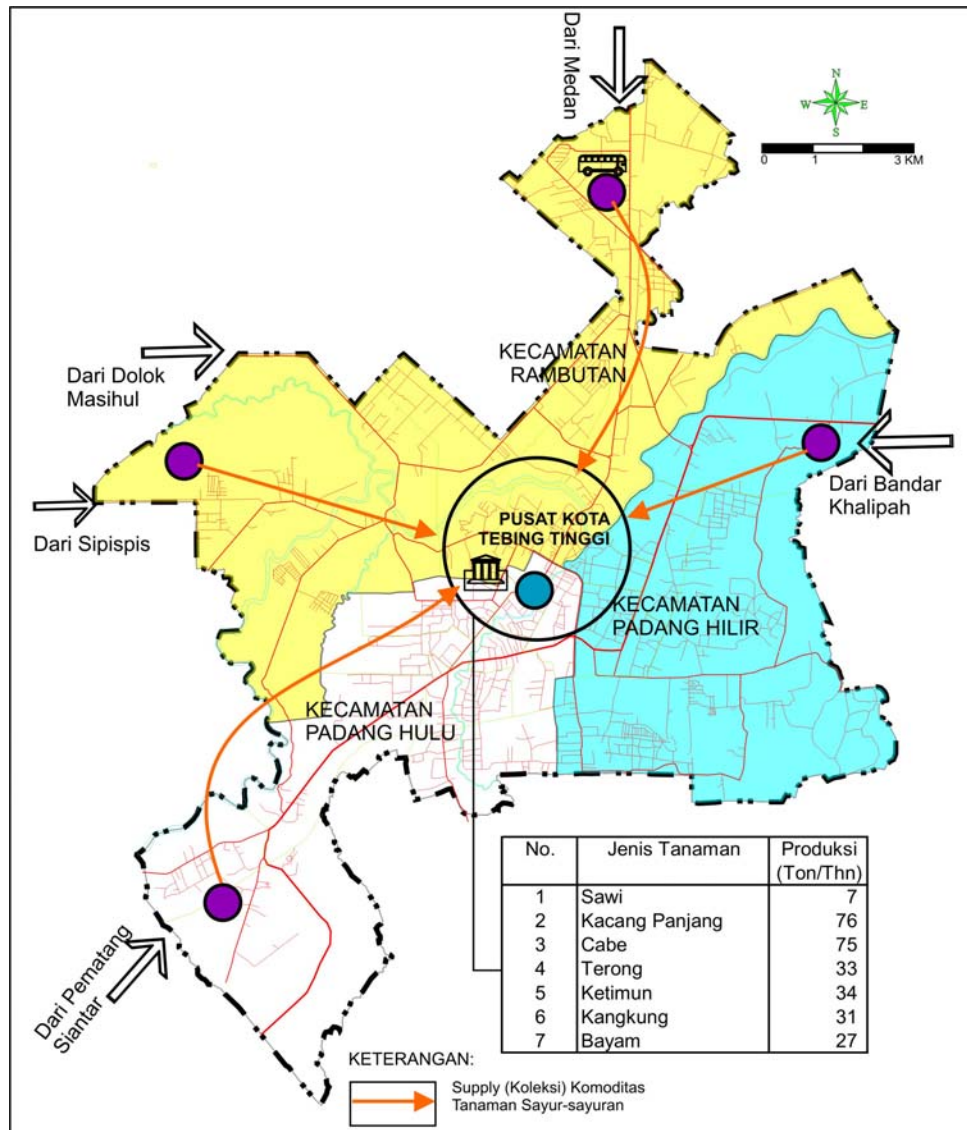 Dari Medan
N
W E
S
0 1 3 KM
Dari Dolok
Masihul
KECAMATAN
RAMBUTAN
Dari Bandar
Khalipah
Dari Sipispis
PUSAT KOTA
TEBING TINGGI
KECAMATAN
PADANG HILIR
KECAMATAN
PADANG HULU
Dari Pematang
Siantar
No. Jenis Tanaman Produksi
(Ton/Thn)
1 Sawi 7
2 Kacang Panjang 76
3 Cabe 75
4 Terong 33
5 Ketimun 34
6 Kangkung 31
7 Bayam 27
KETERANGAN:
Supply (Koleksi) Komoditas
Tanaman Sayur-sayuran